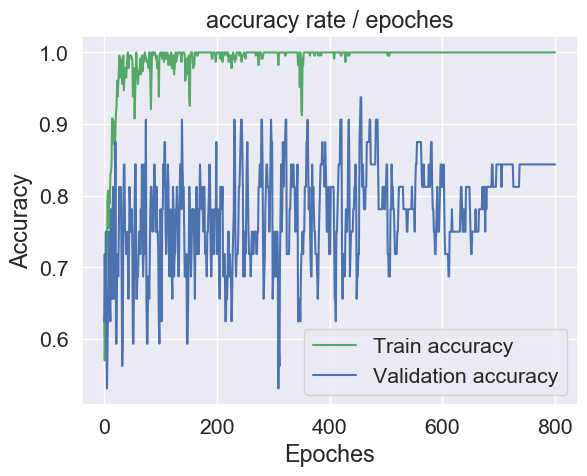 accuracy rate / epoches
1.0
0.9
0.8
0.7
0.6
Accuracy
Train accuracy
Validation accuracy
0
200
400
600
800
Epoches